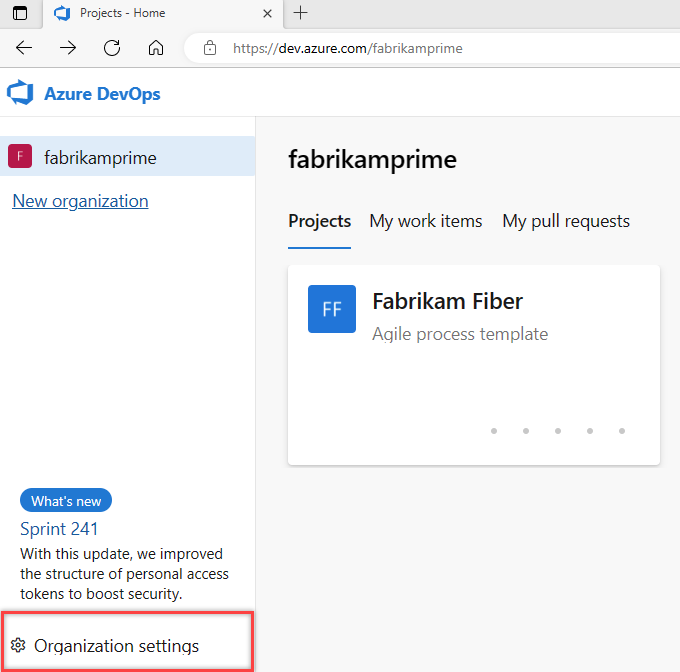 Projects - Home
https://dev.azure.com/fabrikamprime
Azure DevOps
F fabrikamprime
New organization
fabrikamprime
Projects My work items My pull requests
FF
Fabrikam Fiber
Agile process template
What's new
Sprint 241
With this update, we improved
the structure of personal access
tokens to boost security.
Organization settings